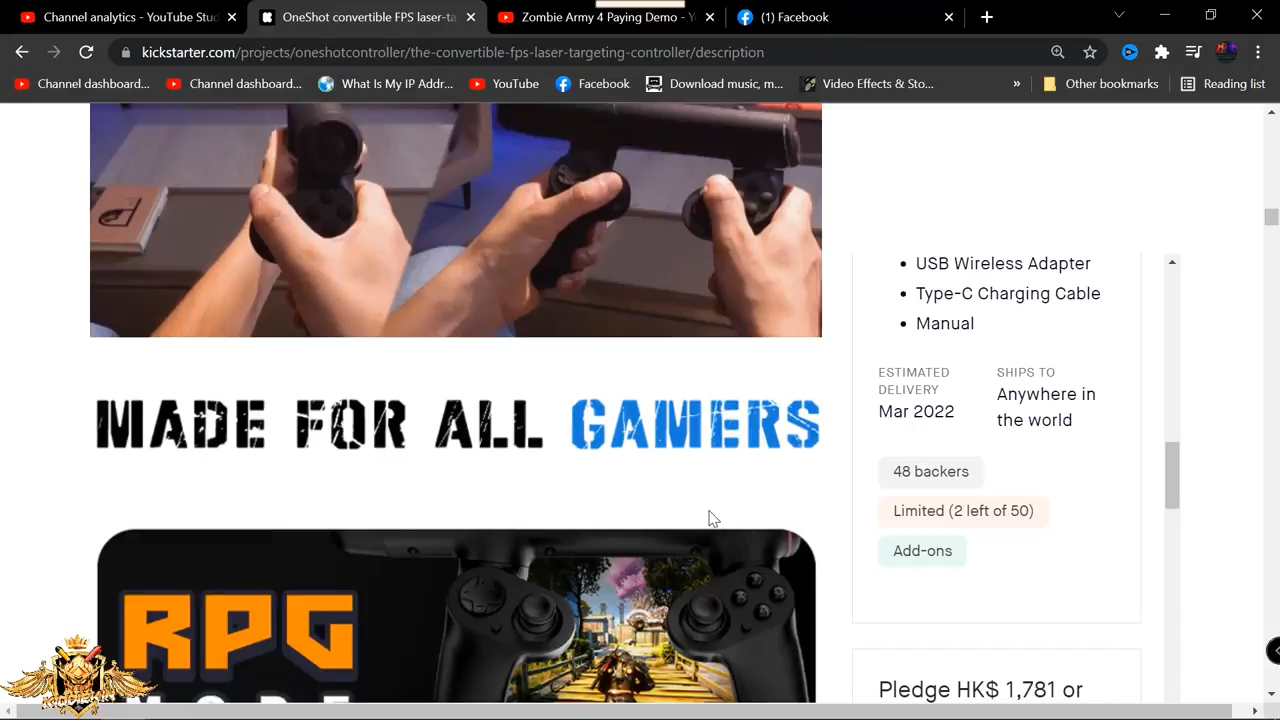 Channel analytics - YouTube Stud
OneShot convertible FPS laser-ta
Zombie Army 4 Paying Demo - Y
(1) Facebook
kickstarter.com/projects/oneshotcontroller/the-convertible-fps-laser-targeting-controller/description
Channel dashboard...
Channel dashboard...
What Is My IP Addr...
YouTube
Facebook
Download music, m...
Video Effects & Sto...
»
Other bookmarks
Reading list
USB Wireless Adapter
Type-C Charging Cable
Manual
ESTIMATED
DELIVERY
Mar 2022
SHIPS TO
Anywhere in
the world
48 backers
Limited (2 left of 50)
Add-ons
MADE FOR ALL GAMERS
RPG
MODE
Pledge HK$ 1,781 or